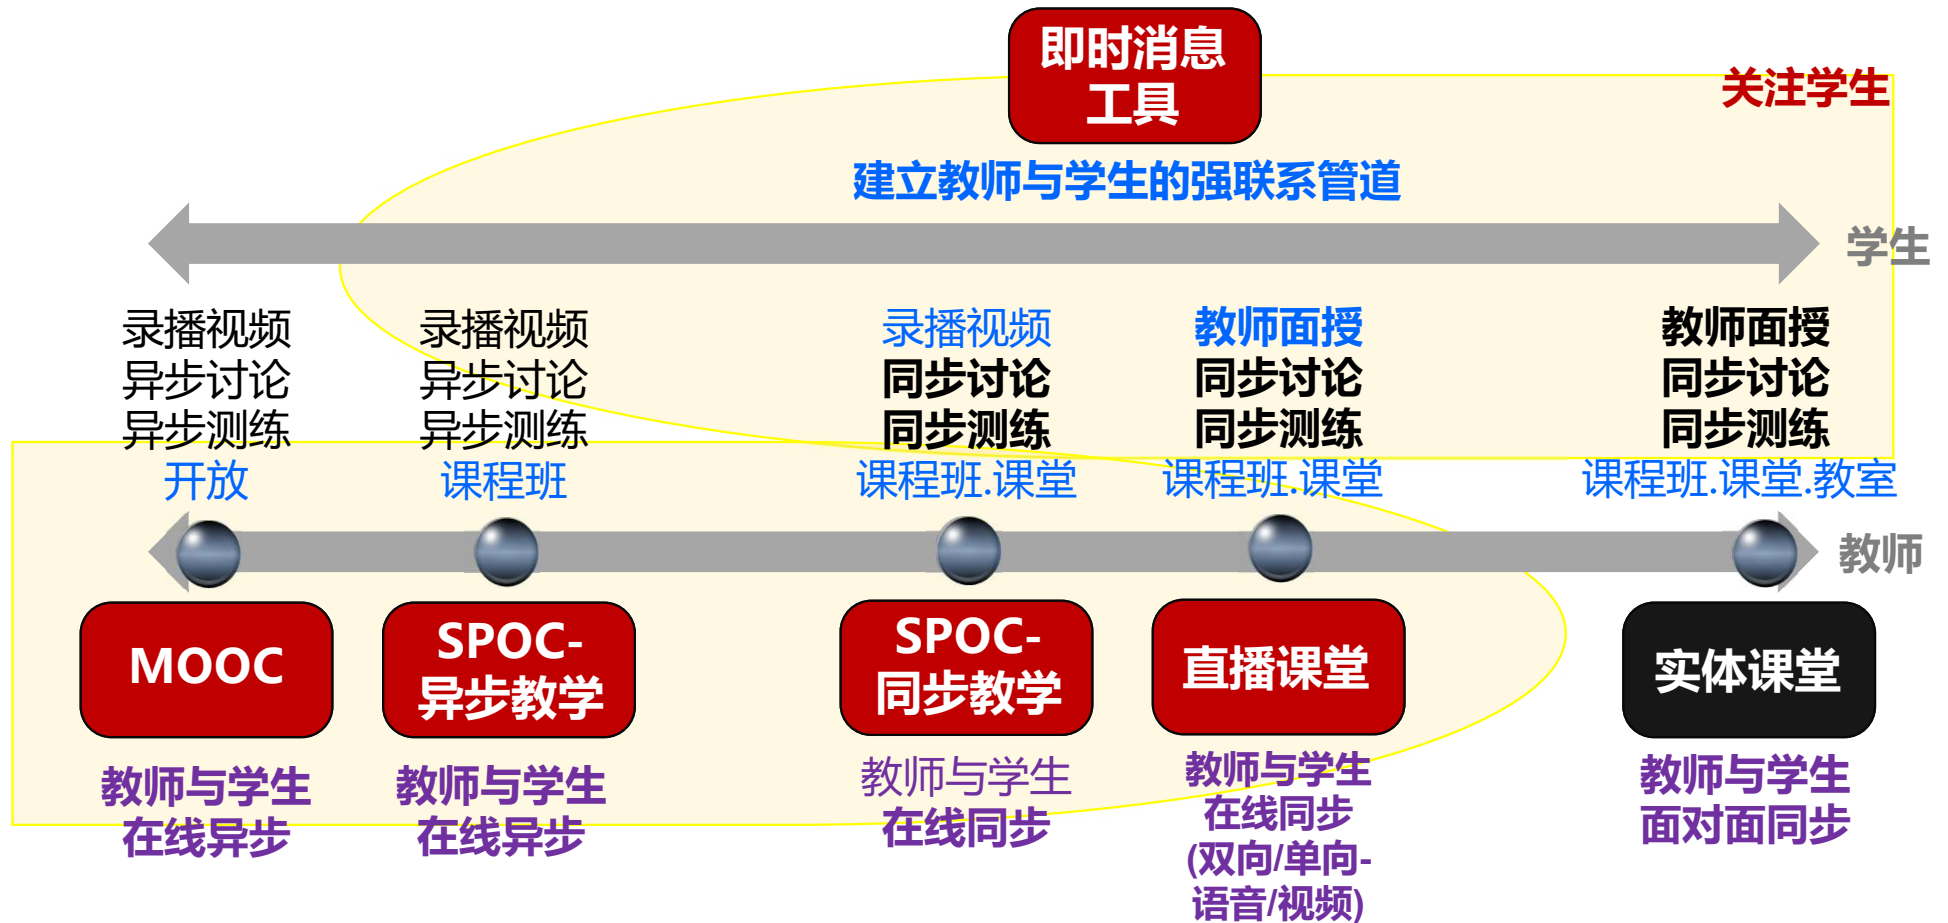 即时消息
工具
关注学生
建立教师与学生的强联系管道
学生
录播视频
异步讨论
异步测练
开放
录播视频
异步讨论
异步测练
课程班
录播视频
同步讨论
同步测练
课程班.课堂
教师面授
同步讨论
同步测练
课程班.课堂
教师面授
同步讨论
同步测练
课程班.课堂.教室
教师
MOOC
SPOC-
异步教学
SPOC-
同步教学
直播课堂
实体课堂
教师与学生
在线异步
教师与学生
在线异步
教师与学生
在线同步
教师与学生
在线同步
(双向/单向-
语音/视频)
教师与学生
面对面同步